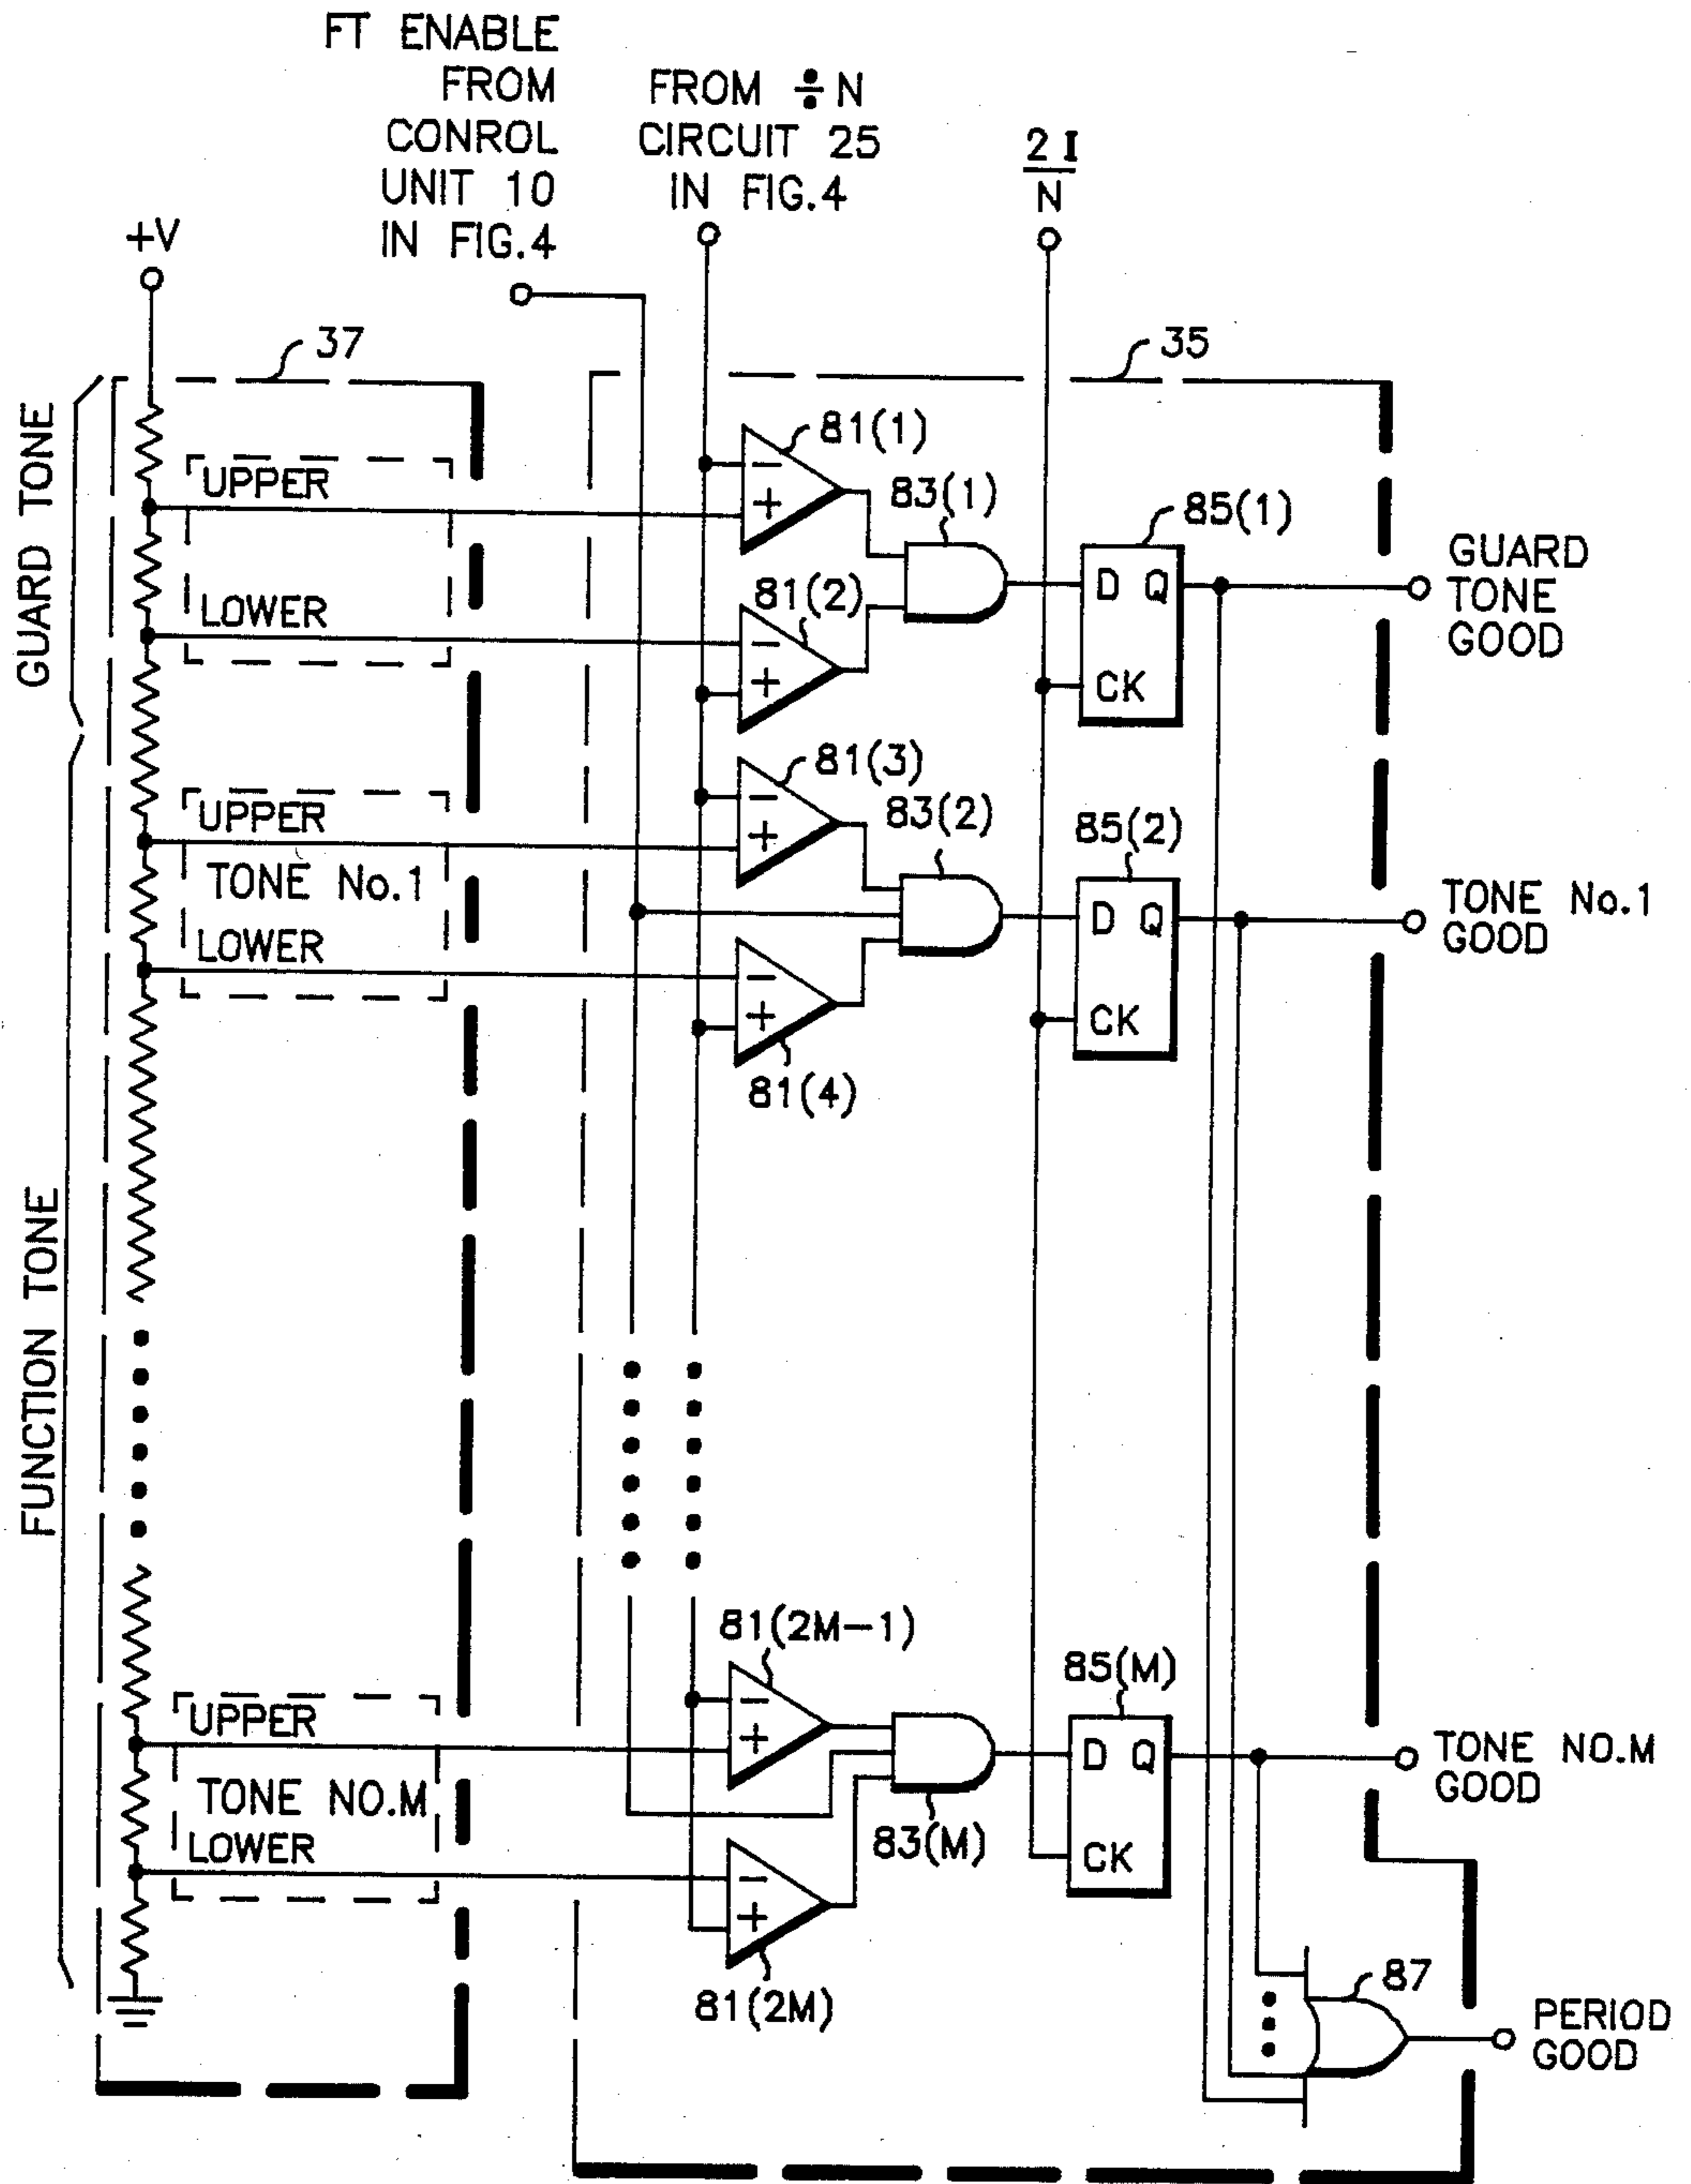 FT ENABLE
FROM
CONROL
UNIT 10
IN FIG.4
FROM ÷ N
CIRCUIT 25
IN FIG.4
2 I
N
+V
37
35
GUARD TONE
FUNCTION TONE
UPPER
LOWER
UPPER
TONE No.1
LOWER
UPPER
TONE NO.M
LOWER
81(1)
-
+
83(1)
81(2)
-
+
85(1)
D Q
CK
GUARD
TONE
GOOD
81(3)
-
+
83(2)
-
+
81(4)
85(2)
D Q
CK
TONE No.1
GOOD
81(2M-1)
-
+
83(M)
-
+
81(2M)
85(M)
D Q
CK
TONE NO.M
GOOD
87
PERIOD
GOOD